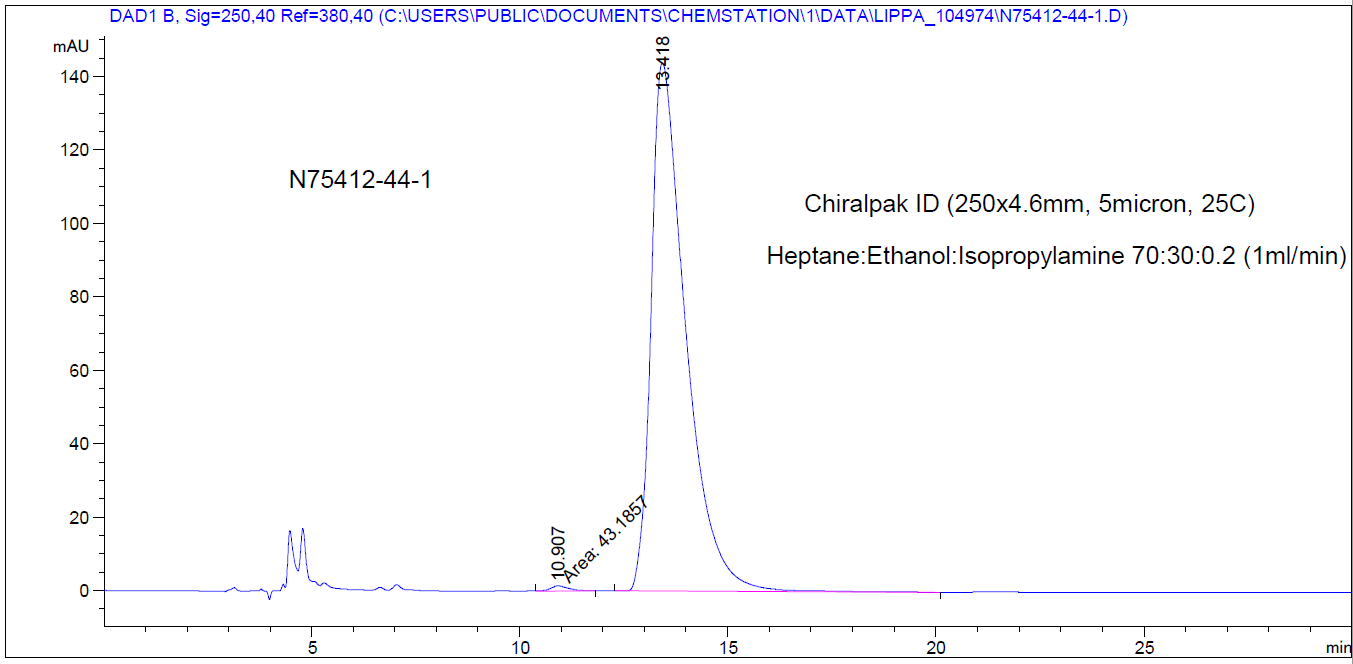 DAD1 B, Sig=250,40 Ref=380,40 (C:\USERS\PUBLIC\DOCUMENTS\CHEMSTATION\1\DATA\LIPPA_104974\N75412-44-1.D)
mAU
13.418
140
120
N75412-44-1
Chiralpak ID (250x4.6mm, 5micron, 25C)
100
Heptane:Ethanol:Isopropylamine 70:30:0.2 (1ml/min)
80
60
40
20
10.907
Area: 43.1857
0
5
10
15
20
25
min